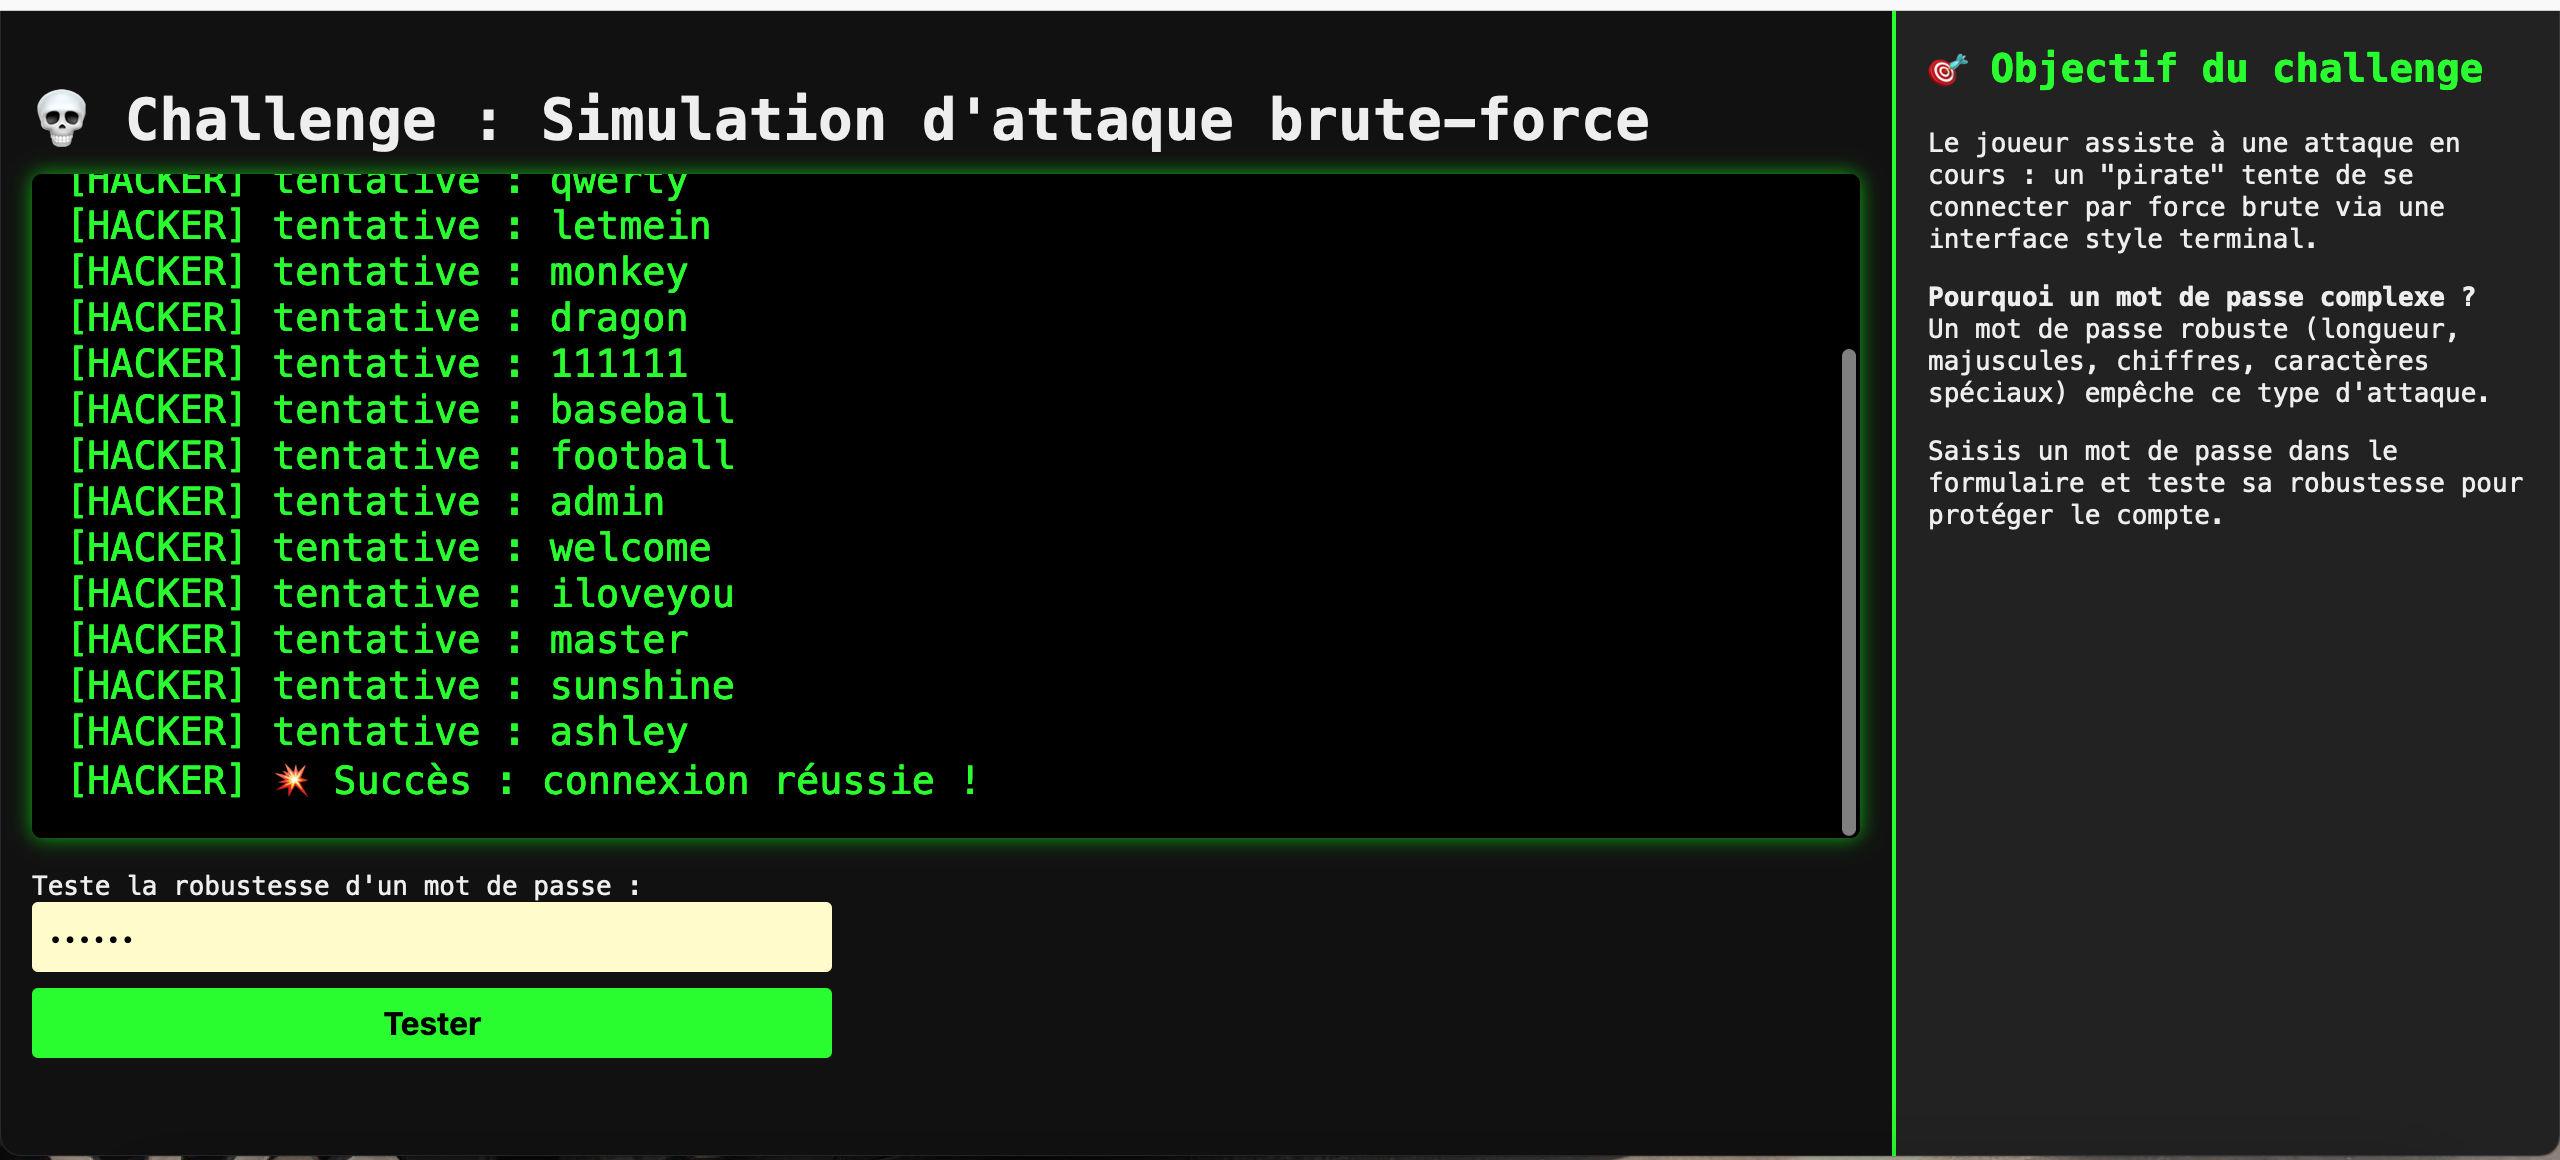 💀 Challenge : Simulation d'attaque brute-force
[HACKER] tentative : qwerty
[HACKER] tentative : letmein
[HACKER] tentative : monkey
[HACKER] tentative : dragon
[HACKER] tentative : 111111
[HACKER] tentative : baseball
[HACKER] tentative : football
[HACKER] tentative : admin
[HACKER] tentative : welcome
[HACKER] tentative : iloveyou
[HACKER] tentative : master
[HACKER] tentative : sunshine
[HACKER] tentative : ashley
[HACKER] 💥 Succès : connexion réussie !
Teste la robustesse d'un mot de passe :
••••••
Tester
🎯 Objectif du challenge
Le joueur assiste à une attaque en
cours : un "pirate" tente de se
connecter par force brute via une
interface style terminal.
Pourquoi un mot de passe complexe ?
Un mot de passe robuste (longueur,
majuscules, chiffres, caractères
spéciaux) empêche ce type d'attaque.
Saisis un mot de passe dans le
formulaire et teste sa robustesse pour
protéger le compte.